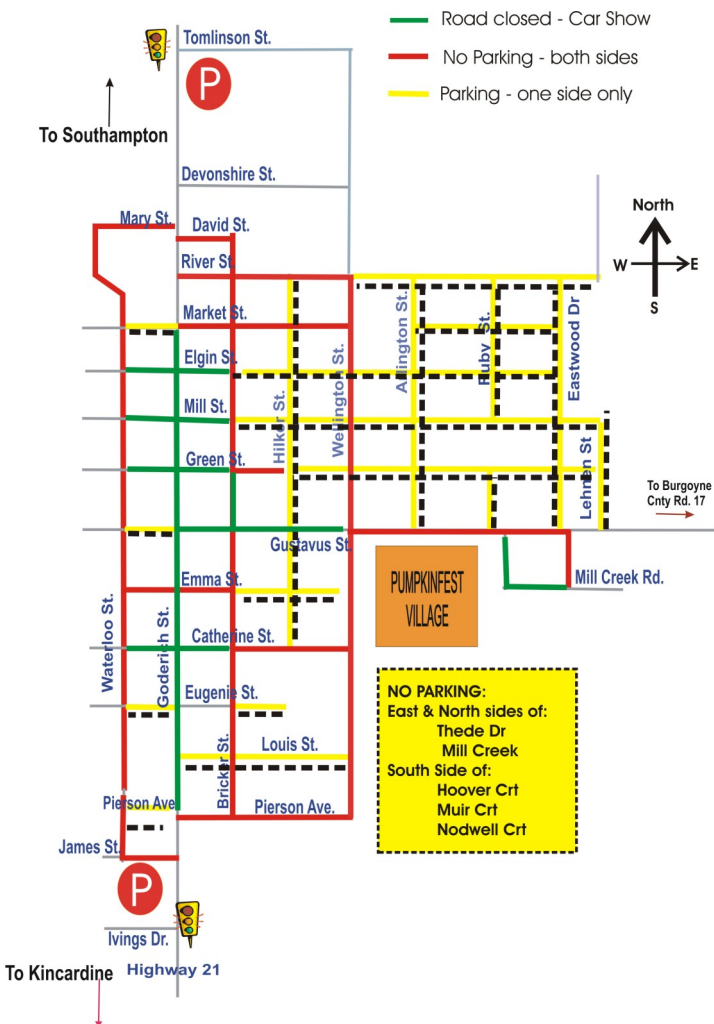 Tomlinson St.
Road closed - Car Show
No Parking - both sides
Parking - one side only
P
To Southampton
Devonshire St.
Mary St.
David St.
River St.
North
W
E
S
Market St.
Elgin St.
Mill St.
Green St.
Hilker St.
Wellington St.
Arlington St.
Ruby St.
Eastwood Dr
Lehnen St
To Burgoyne
Cnty Rd. 17
Gustavus St.
Emma St.
Mill Creek Rd.
PUMPKINFEST
VILLAGE
Waterloo St.
Goderich St.
Catherine St.
Eugenie St.
Louis St.
Bricker St.
Pierson Ave
Pierson Ave.
NO PARKING:
East & North sides of:
Thede Dr
Mill Creek
South Side of:
Hoover Crt
Muir Crt
Nodwell Crt
James St.
P
Ivings Dr.
To Kincardine
Highway 21